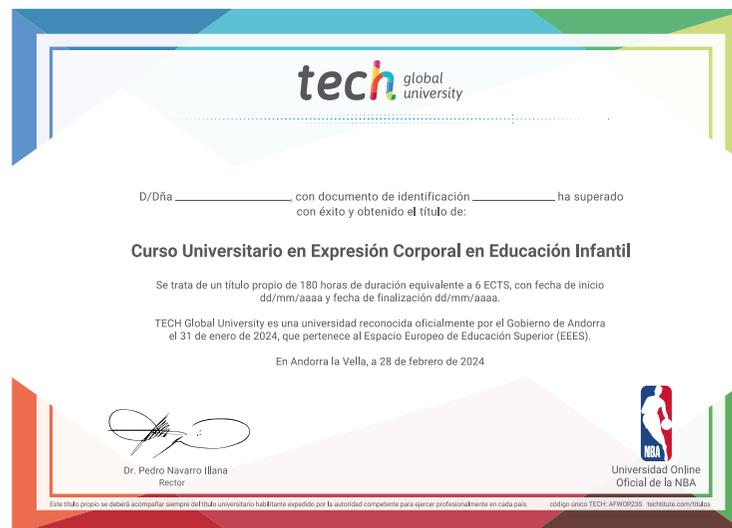 tech global
university
D/Dña ____________________, con documento de identificación ______________ ha superado
con éxito y obtenido el título de:
Curso Universitario en Expresión Corporal en Educación Infantil
Se trata de un título propio de 180 horas de duración equivalente a 6 ECTS, con fecha de inicio
dd/mm/aaaa y fecha de finalización dd/mm/aaaa.
TECH Global University es una universidad reconocida oficialmente por el Gobierno de Andorra
el 31 de enero de 2024, que pertenece al Espacio Europeo de Educación Superior (EEES).
En Andorra la Vella, a 28 de febrero de 2024
Dr. Pedro Navarro Illana
Rector
NBA
Universidad Online
Oficial de la NBA
Este título propio se deberá acompañar siempre del título universitario habilitante expedido por la autoridad competente para ejercer profesionalmente en cada país. código único TECH: AFWOR235 techtitute.com/titulos